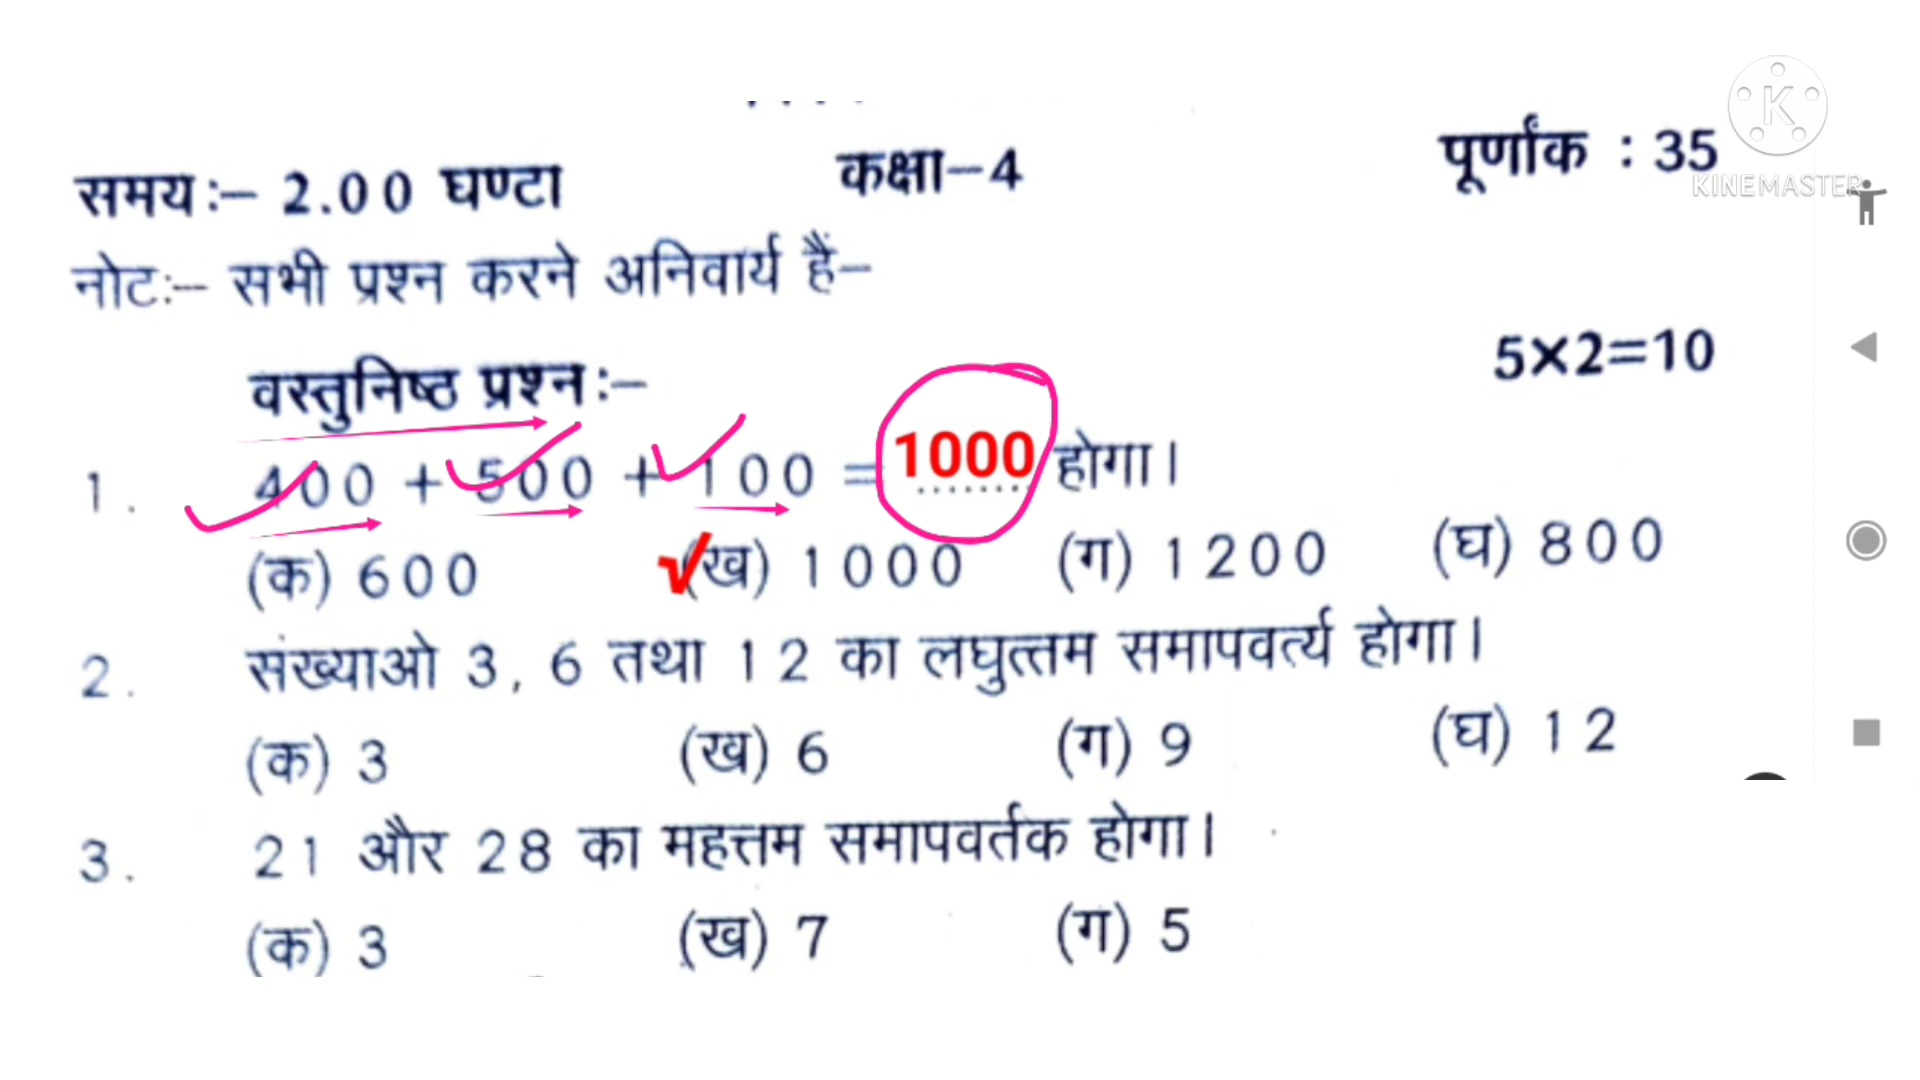 समय:– 2.00 घण्टा कक्षा–4 पूर्णांक : 35
KINEMASTER
नोट:– सभी प्रश्न करने अनिवार्य हैं–
वस्तुनिष्ठ प्रश्न:– 5×2=10
1. 400 + 500 + 100 = 1000 होगा।
(क) 600 (ख) 1000 (ग) 1200 (घ) 800
2. संख्याओ 3, 6 तथा 12 का लघुत्तम समापवर्त्य होगा।
(क) 3 (ख) 6 (ग) 9 (घ) 12
3. 21 और 28 का महत्तम समापवर्तक होगा।
(क) 3 (ख) 7 (ग) 5